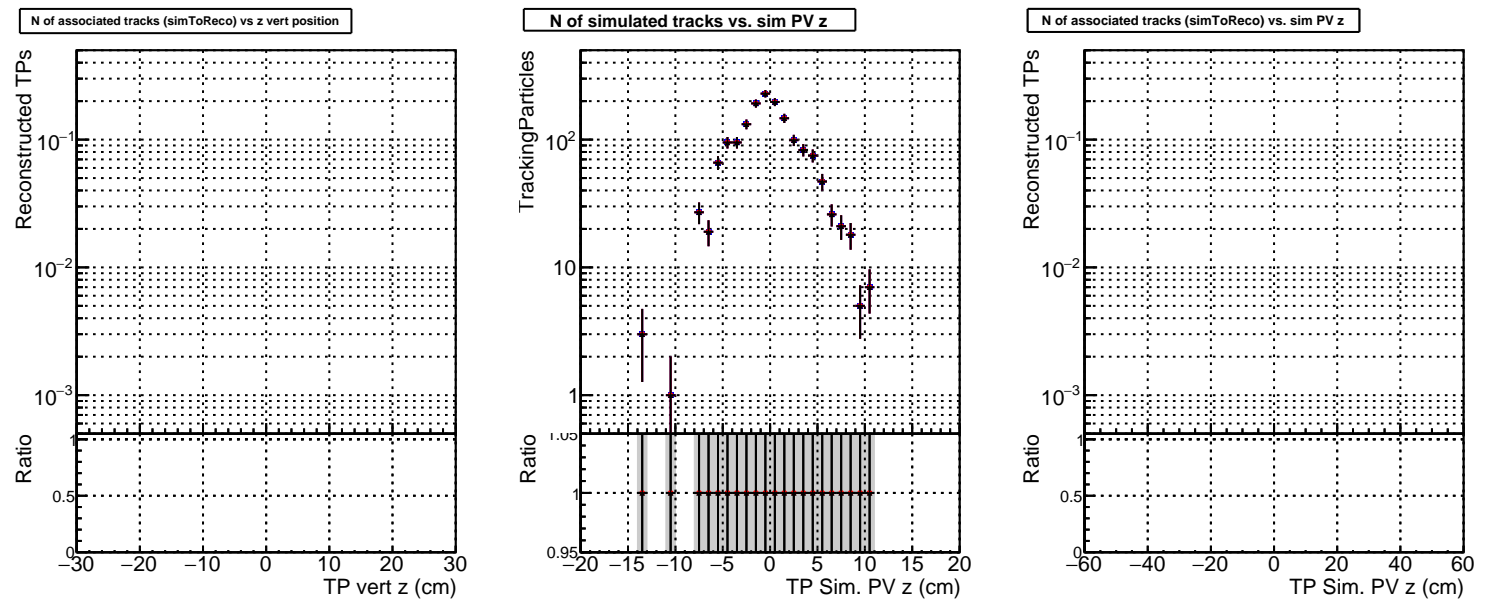 N of associated tracks (simToReco) vs z vert position
Reconstructed TPs
10−1
10−2
10−3
Ratio
1
0.5
0
−30 −20 −10 0 10 20 30
TP vert z (cm)
N of simulated tracks vs. sim PV z
TrackingParticles
102
10
1
Ratio
1.05
1
0.95
−20 −15 −10 −5 0 5 10 15 20
TP Sim. PV z (cm)
N of associated tracks (simToReco) vs. sim PV z
Reconstructed TPs
10−1
10−2
10−3
Ratio
1
0.5
0
−60 −40 −20 0 20 40 60
TP Sim. PV z (cm)